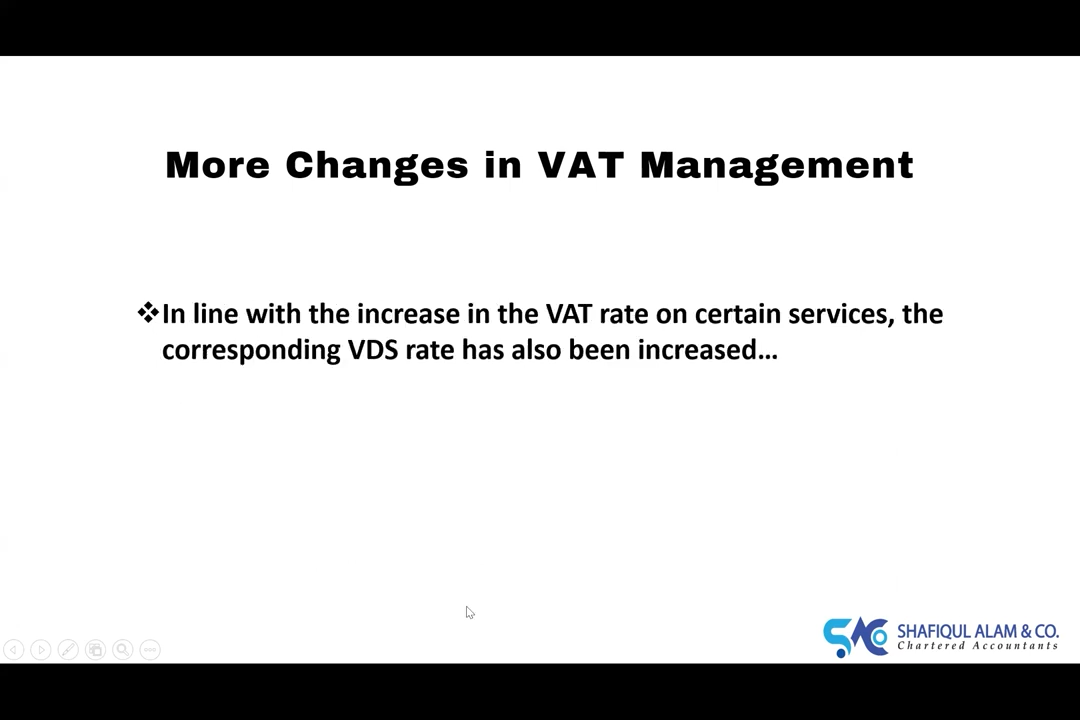 More Changes in VAT Management
❖In line with the increase in the VAT rate on certain services, the
corresponding VDS rate has also been increased...
SHAFIQUL ALAM & CO.
Chartered Accountants